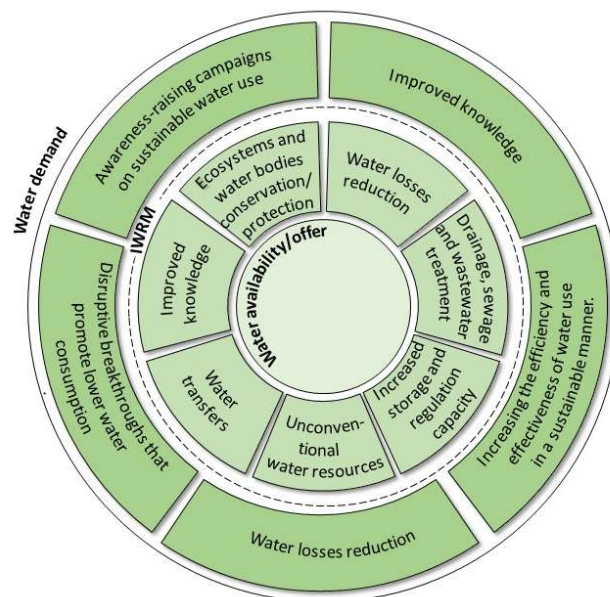 Water demand
Awareness-raising campaigns
on sustainable water use
Improved knowledge
Increasing the efficiency and
effectiveness of water use
in a sustainable manner.
Water losses reduction
Disruptive breakthroughs that
promote lower water
consumption
IWRM
Ecosystems and
water bodies
conservation/
protection
Water losses
reduction
Drainage, sewage
and wastewater
treatment
Increased
storage and
regulation
capacity
Unconven-
tional
water resources
Water
transfers
Improved
knowledge
Water availability/offer